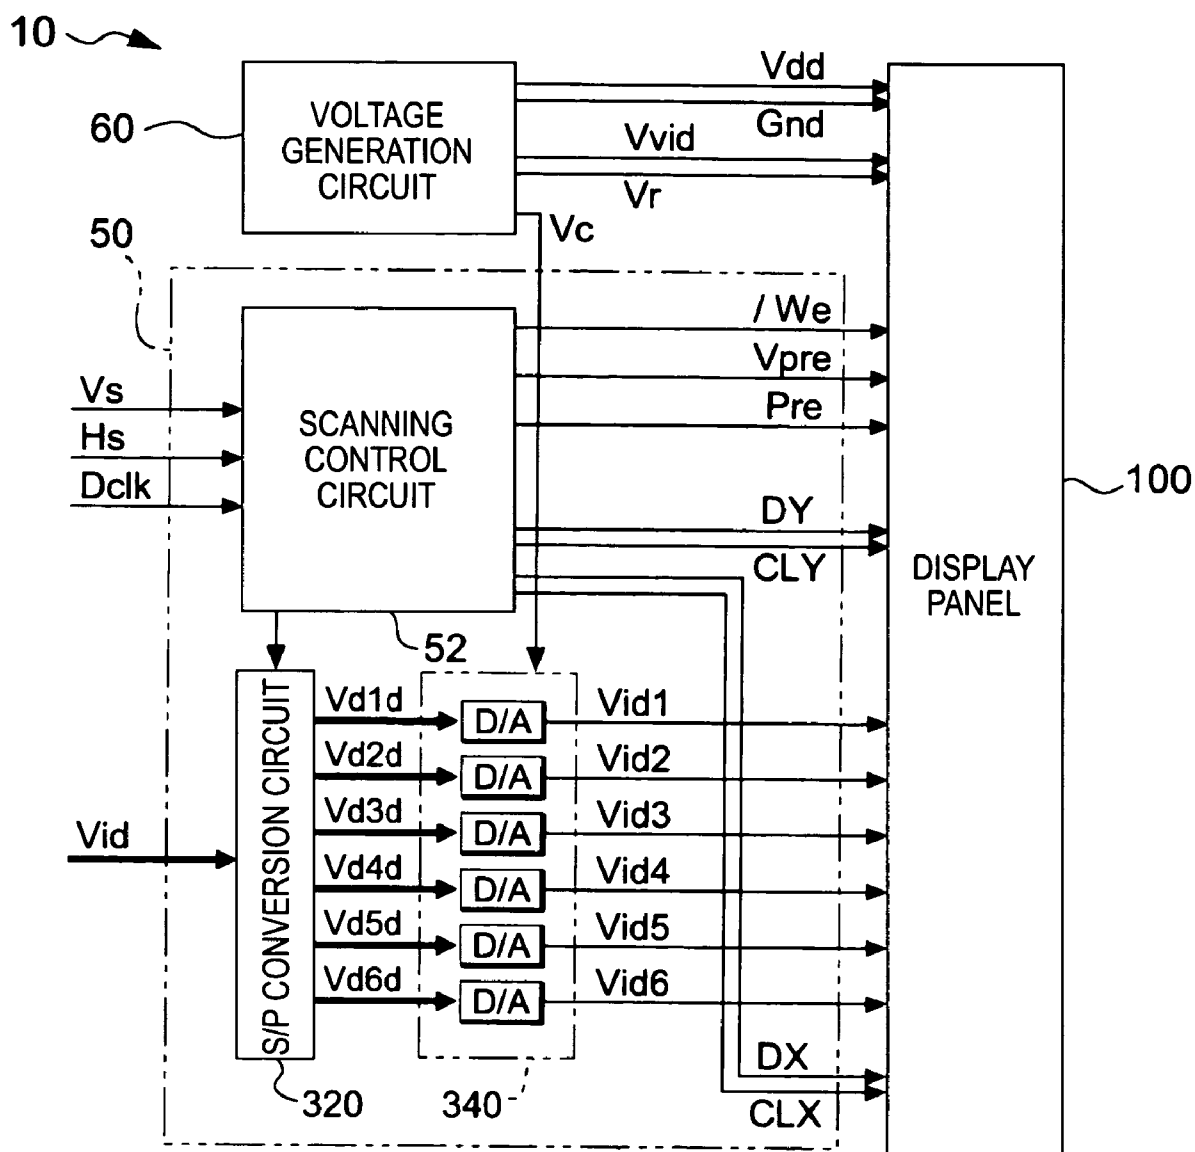 10
60
VOLTAGE
GENERATION
CIRCUIT
Vdd
Gnd
Vvid
Vr
Vc
50
/ We
Vpre
Pre
Vs
Hs
Dclk
SCANNING
CONTROL
CIRCUIT
DY
CLY
52
100
DISPLAY
PANEL
Vid
S/P CONVERSION CIRCUIT
Vd1d
D/A
Vid1
Vd2d
D/A
Vid2
Vd3d
D/A
Vid3
Vd4d
D/A
Vid4
Vd5d
D/A
Vid5
Vd6d
D/A
Vid6
DX
CLX
320
340